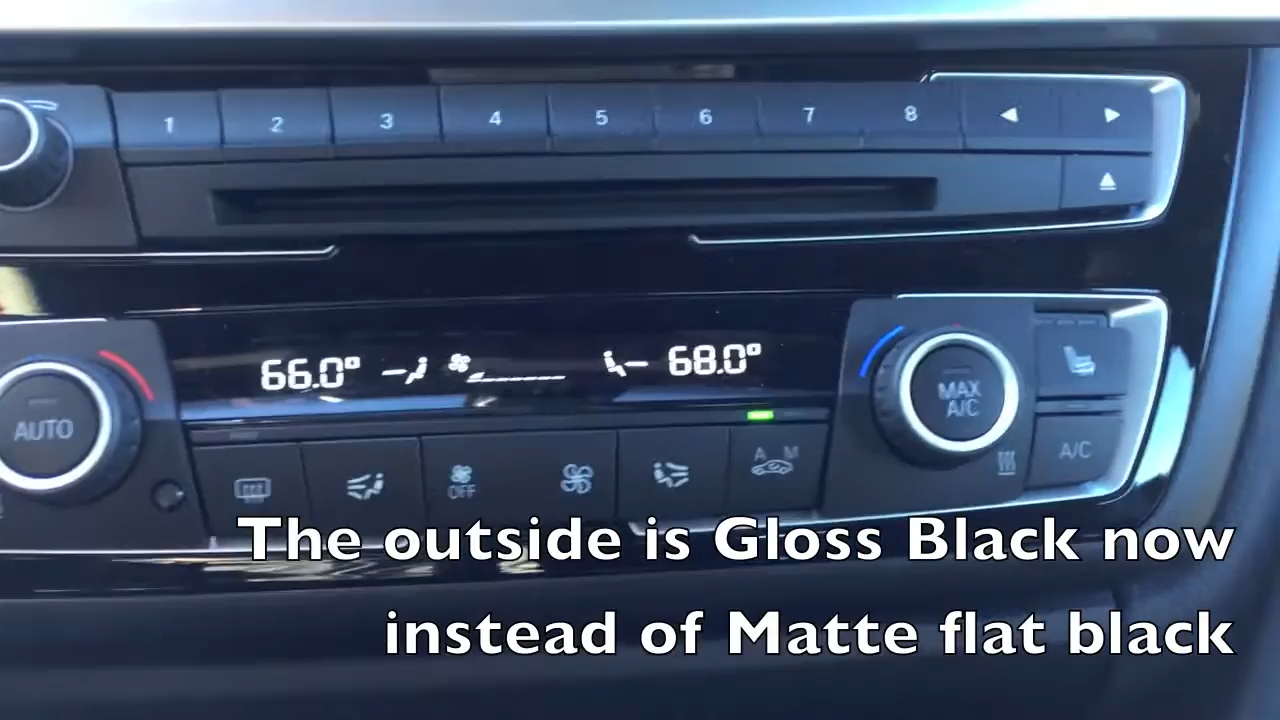 1 2 3 4 5 6 7 8
66.0° 68.0°
AUTO
MAX
A/C
A/C
OFF
A M
The outside is Gloss Black now
instead of Matte flat black